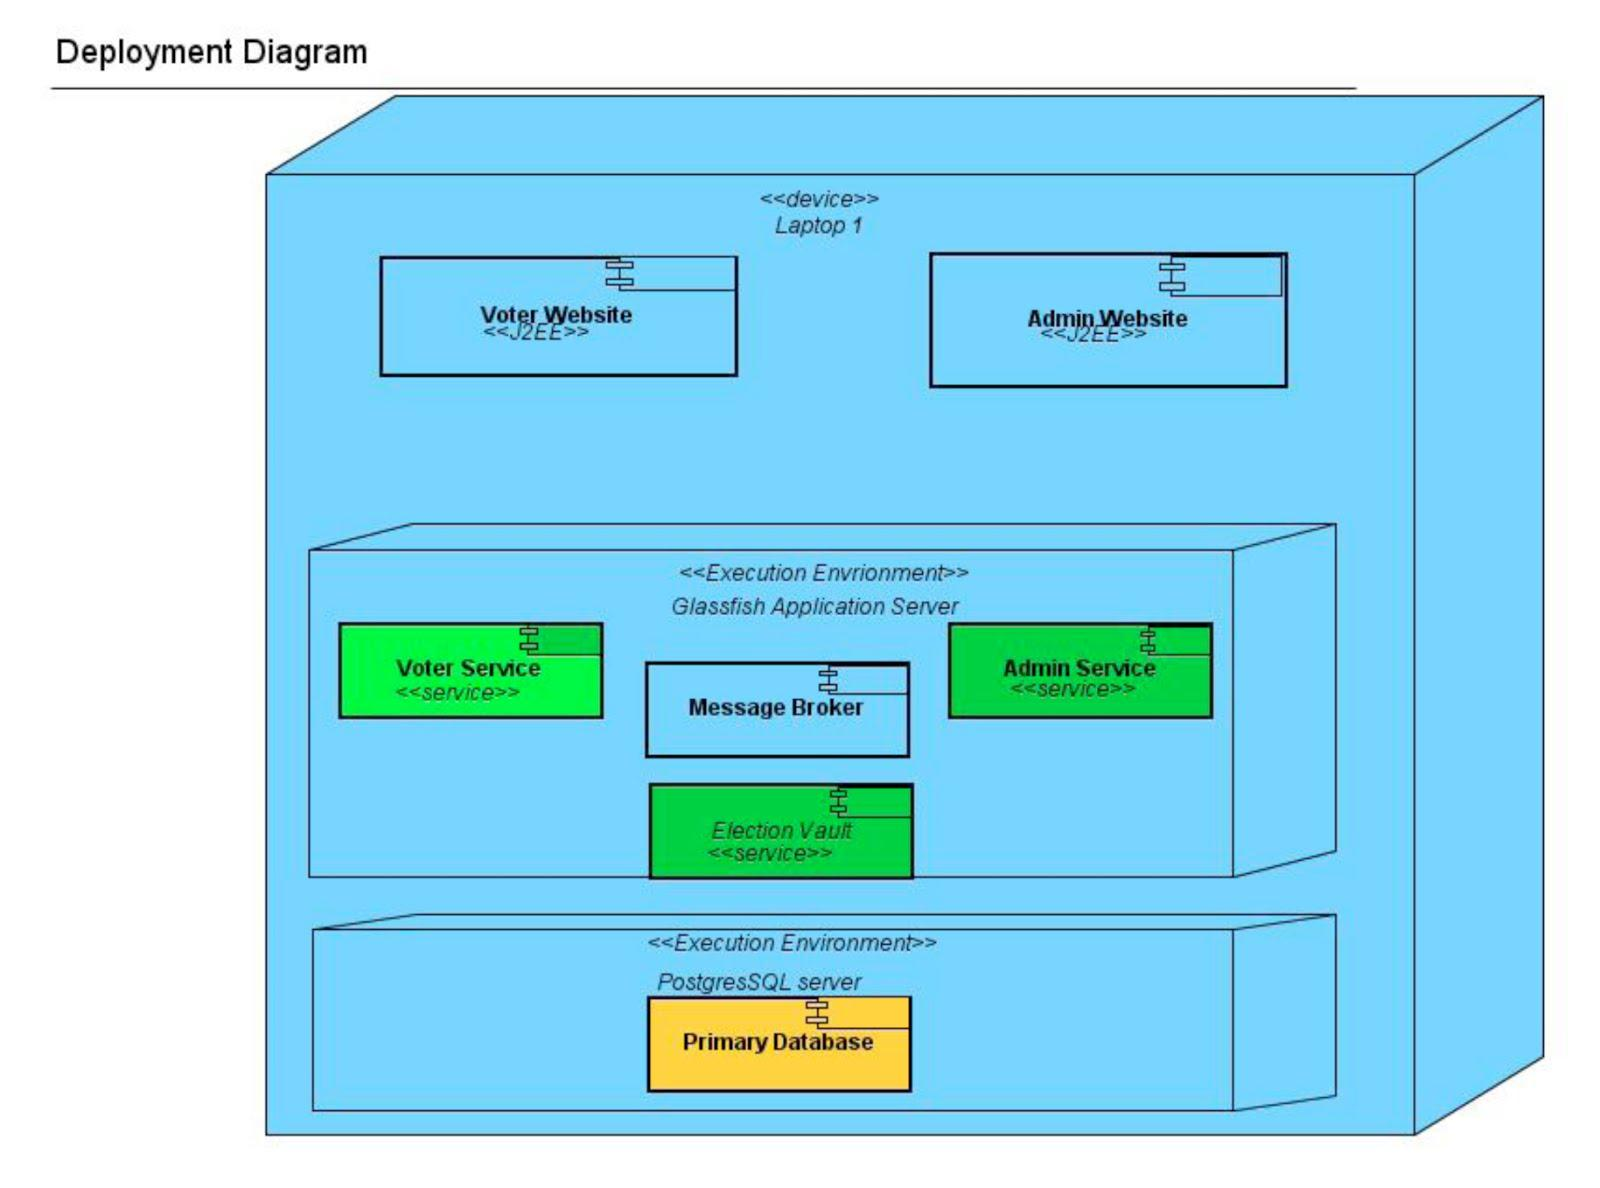 Deployment Diagram
<<device>>
Laptop 1
Voter Website
<<J2EE>>
Admin Website
<<J2EE>>
<<Execution Envrionment>>
Glassfish Application Server
Voter Service
<<service>>
Message Broker
Admin Service
<<service>>
Election Vault
<<service>>
<<Execution Environment>>
PostgresSQL server
Primary Database